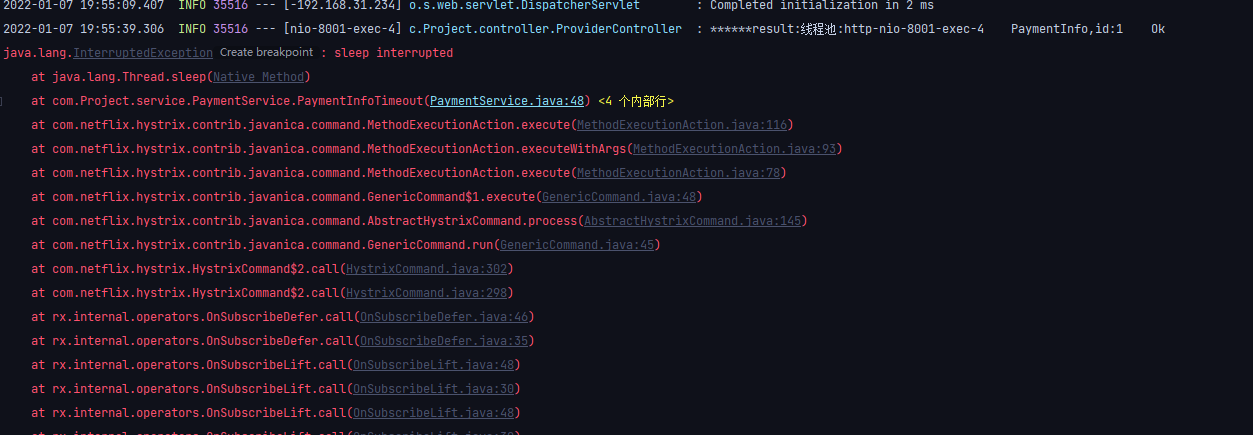 2022-01-07 19:55:09.407  INFO 35516 --- [-192.168.31.234] o.s.web.servlet.DispatcherServlet        : Completed initialization in 2 ms
2022-01-07 19:55:39.306  INFO 35516 --- [nio-8001-exec-4] c.Project.controller.ProviderController  : ******result:线程池:http-nio-8001-exec-4    PaymentInfo,id:1    Ok
java.lang.InterruptedException Create breakpoint : sleep interrupted
at java.lang.Thread.sleep(Native Method)
at com.Project.service.PaymentService.PaymentInfoTimeout(PaymentService.java:48) <4 个内部行>
at com.netflix.hystrix.contrib.javanica.command.MethodExecutionAction.execute(MethodExecutionAction.java:116)
at com.netflix.hystrix.contrib.javanica.command.MethodExecutionAction.executeWithArgs(MethodExecutionAction.java:93)
at com.netflix.hystrix.contrib.javanica.command.MethodExecutionAction.execute(MethodExecutionAction.java:78)
at com.netflix.hystrix.contrib.javanica.command.GenericCommand$1.execute(GenericCommand.java:48)
at com.netflix.hystrix.contrib.javanica.command.AbstractHystrixCommand.process(AbstractHystrixCommand.java:145)
at com.netflix.hystrix.contrib.javanica.command.GenericCommand.run(GenericCommand.java:45)
at com.netflix.hystrix.HystrixCommand$2.call(HystrixCommand.java:302)
at com.netflix.hystrix.HystrixCommand$2.call(HystrixCommand.java:298)
at rx.internal.operators.OnSubscribeDefer.call(OnSubscribeDefer.java:46)
at rx.internal.operators.OnSubscribeDefer.call(OnSubscribeDefer.java:35)
at rx.internal.operators.OnSubscribeLift.call(OnSubscribeLift.java:48)
at rx.internal.operators.OnSubscribeLift.call(OnSubscribeLift.java:30)
at rx.internal.operators.OnSubscribeLift.call(OnSubscribeLift.java:48)